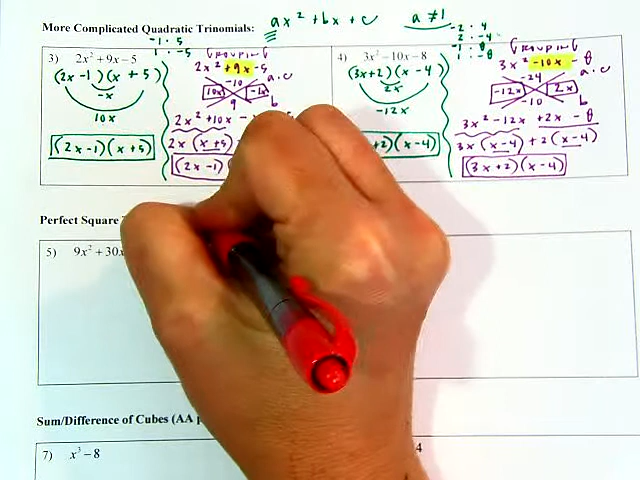 More Complicated Quadratic Trinomials: ax² + bx + c a ≠ 1
3) 2x² + 9x − 5
-1 · 5
1 · -5
(2x - 1)(x + 5)
-x
10x
(2x - 1)(x + 5)
GROUPING
2x² + 9x - 5
-10
10x -1x
9
2x² + 10x -
2x (x + 5)
(2x - 1)
4) 3x² − 10x − 8
-2 · 4
2 · -4
-1 · 8
1 · -8
(3x + 2)(x - 4)
2x
-12x
+ 2)(x - 4)
GROUPING
3x² - 10x - 8
a · c
-24
-12x 2x
-10
b
3x² - 12x + 2x - 8
3x (x - 4) + 2 (x - 4)
(3x + 2)(x - 4)
Perfect Square
5) 9x² + 30x
Sum/Difference of Cubes (AA
7) x³ − 8